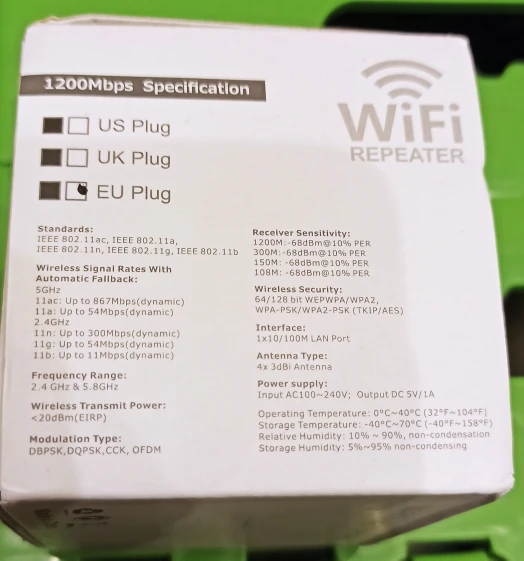 1200Mbps Specification
WiFi
REPEATER
US Plug
UK Plug
EU Plug
Standards:
IEEE 802.11ac, IEEE 802.11a,
IEEE 802.11n, IEEE 802.11g, IEEE 802.11b
Wireless Signal Rates With
Automatic Failback:
5GHz
11ac: Up to 867Mbps(dynamic)
11a: Up to 54Mbps(dynamic)
2.4GHz
11n: Up to 300Mbps(dynamic)
11g: Up to 54Mbps(dynamic)
11b: Up to 11Mbps(dynamic)
Frequency Range:
2.4 GHz & 5.8GHz
Wireless Transmit Power:
<20dBm(EIRP)
Modulation Type:
DBPSK,DQPSK,CCK, OFDM
Receiver Sensitivity:
1200M:-68dBm@10% PER
300M: -68dBm@10% PER
150M: -68dBm@10% PER
108M: -68dBm@10% PER
Wireless Security:
64/128 bit WEPWPA/WPA2,
WPA-PSK/WPA2-PSK (TK1P/AES)
Interface:
1x10/100M LAN Port
Antenna Type:
4x 3dBi Antenna
Power supply:
Input AC100~240V; Output DC 5V/1A
Operating Temperature: 0°C~40°C (32°F~104°F)
Storage Temperature: -40°C~70°C (-40°F~158°F)
Relative Humidity: 10% ~ 90%, non-condensation
Storage Humidity: 5%~95% non-condensing